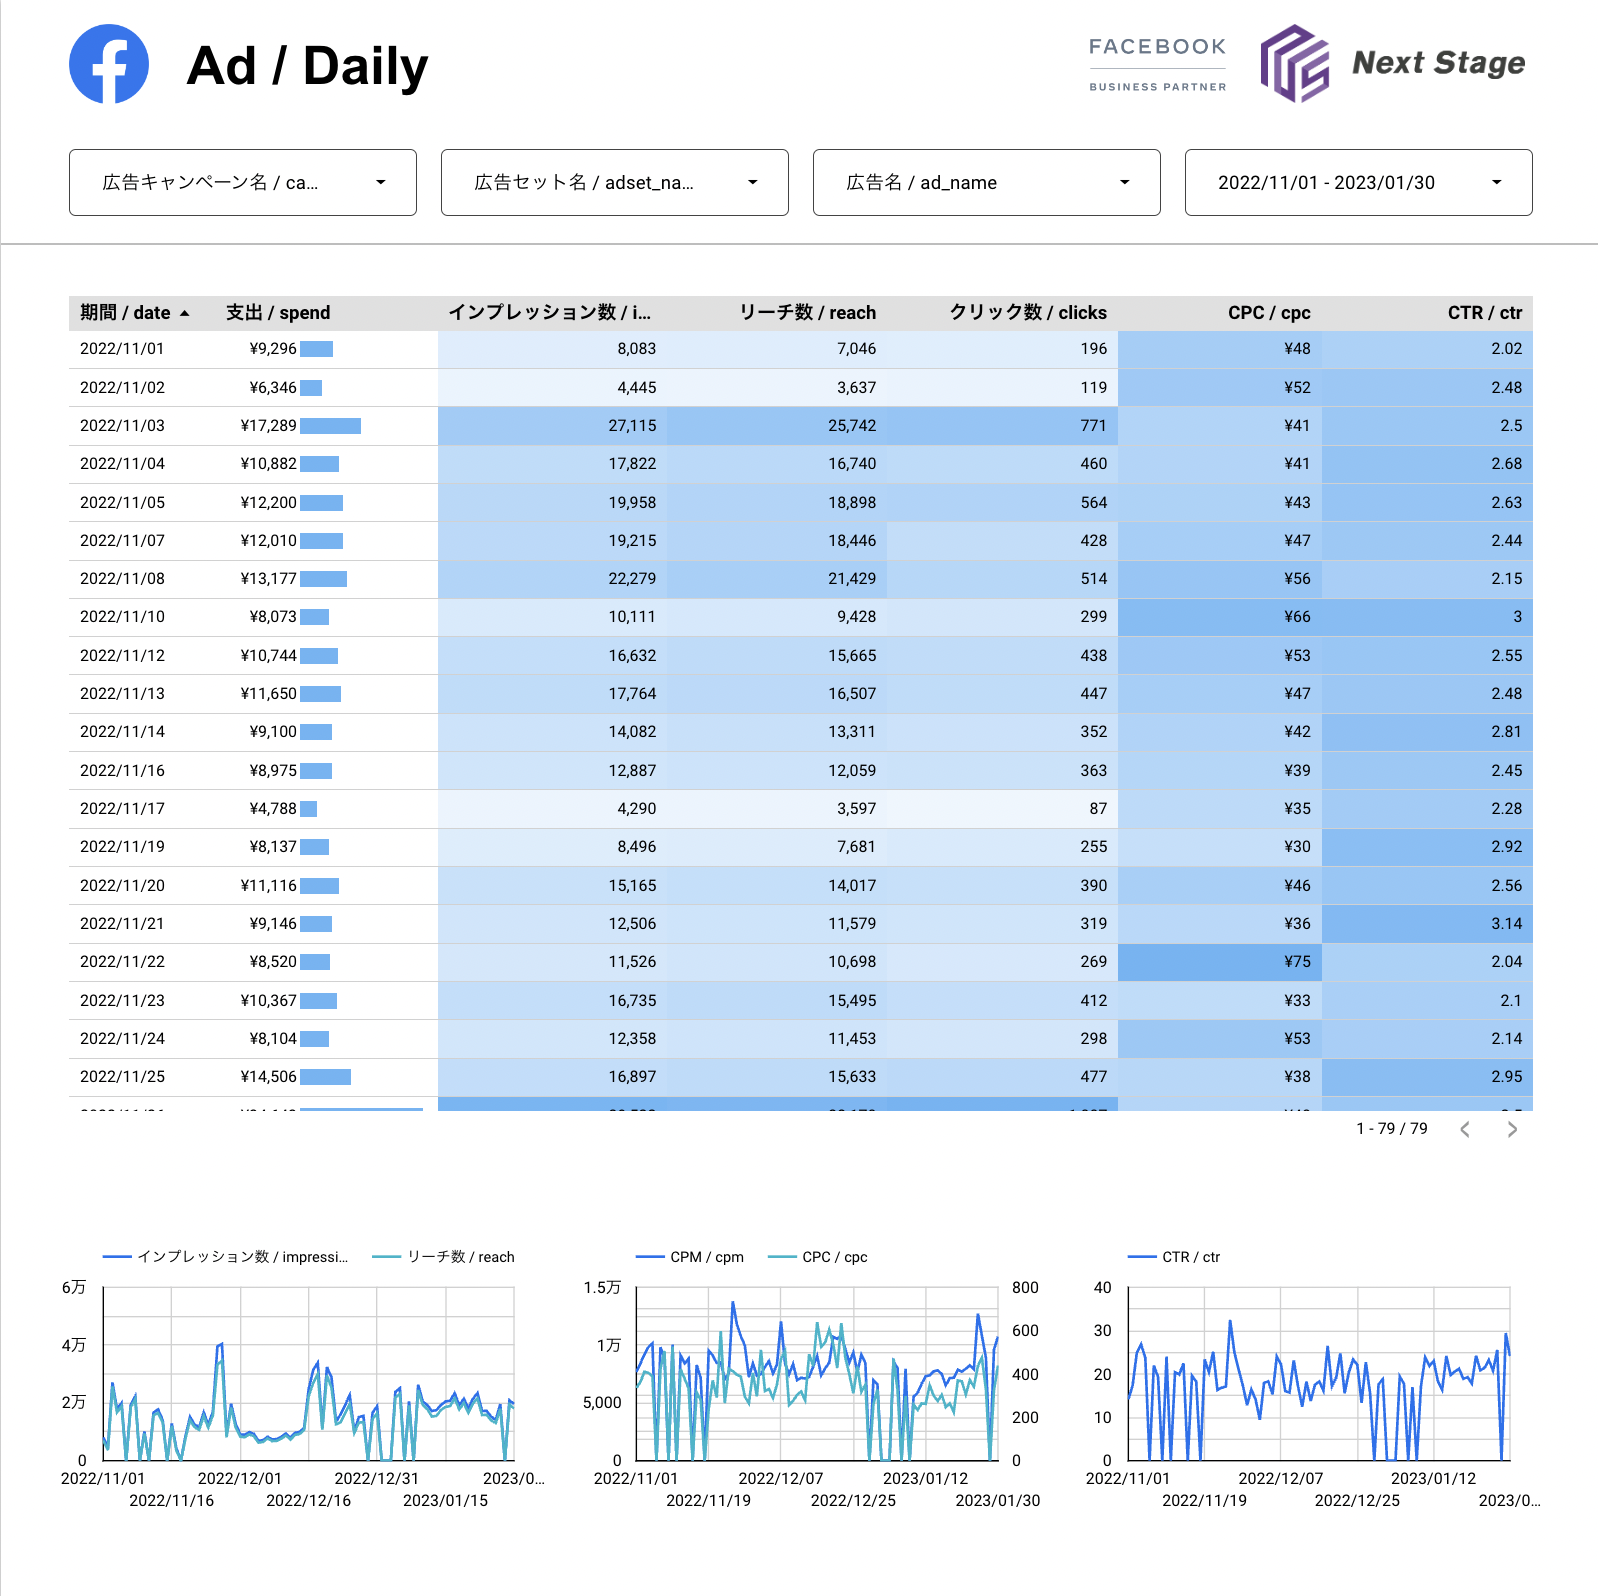 Ad / Daily
FACEBOOK
BUSINESS PARTNER
Next Stage
広告キャンペーン名 / ca...
広告セット名 / adset_na...
広告名 / ad_name
2022/11/01 - 2023/01/30
期間 / date 支出 / spend インプレッション数 / i... リーチ数 / reach クリック数 / clicks CPC / cpc CTR / ctr
2022/11/01 ¥9,296 8,083 7,046 196 ¥48 2.02
2022/11/02 ¥6,346 4,445 3,637 119 ¥52 2.48
2022/11/03 ¥17,289 27,115 25,742 771 ¥41 2.5
2022/11/04 ¥10,882 17,822 16,740 460 ¥41 2.68
2022/11/05 ¥12,200 19,958 18,898 564 ¥43 2.63
2022/11/07 ¥12,010 19,215 18,446 428 ¥47 2.44
2022/11/08 ¥13,177 22,279 21,429 514 ¥56 2.15
2022/11/10 ¥8,073 10,111 9,428 299 ¥66 3
2022/11/12 ¥10,744 16,632 15,665 438 ¥53 2.55
2022/11/13 ¥11,650 17,764 16,507 447 ¥47 2.48
2022/11/14 ¥9,100 14,082 13,311 352 ¥42 2.81
2022/11/16 ¥8,975 12,887 12,059 363 ¥39 2.45
2022/11/17 ¥4,788 4,290 3,597 87 ¥35 2.28
2022/11/19 ¥8,137 8,496 7,681 255 ¥30 2.92
2022/11/20 ¥11,116 15,165 14,017 390 ¥46 2.56
2022/11/21 ¥9,146 12,506 11,579 319 ¥36 3.14
2022/11/22 ¥8,520 11,526 10,698 269 ¥75 2.04
2022/11/23 ¥10,367 16,735 15,495 412 ¥33 2.1
2022/11/24 ¥8,104 12,358 11,453 298 ¥53 2.14
2022/11/25 ¥14,506 16,897 15,633 477 ¥38 2.95
1 - 79 / 79
インプレッション数 / impressi... リーチ数 / reach
6万
4万
2万
0
2022/11/01 2022/12/01 2022/12/31 2023/0...
2022/11/16 2022/12/16 2023/01/15
CPM / cpm CPC / cpc
1.5万 800
600
1万
400
5,000
200
0 0
2022/11/01 2022/12/07 2023/01/12
2022/11/19 2022/12/25 2023/01/30
CTR / ctr
40
30
20
10
0
2022/11/01 2022/12/07 2023/01/12
2022/11/19 2022/12/25 2023/0...